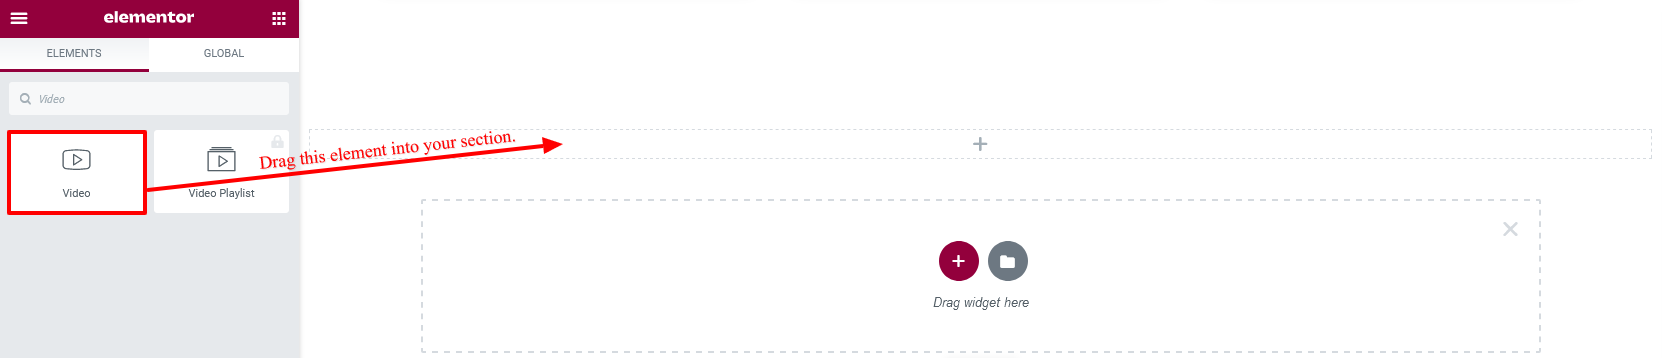 elementor
ELEMENTS
GLOBAL
Video
Video
Video Playlist
Drag this element into your section.
Drag widget here